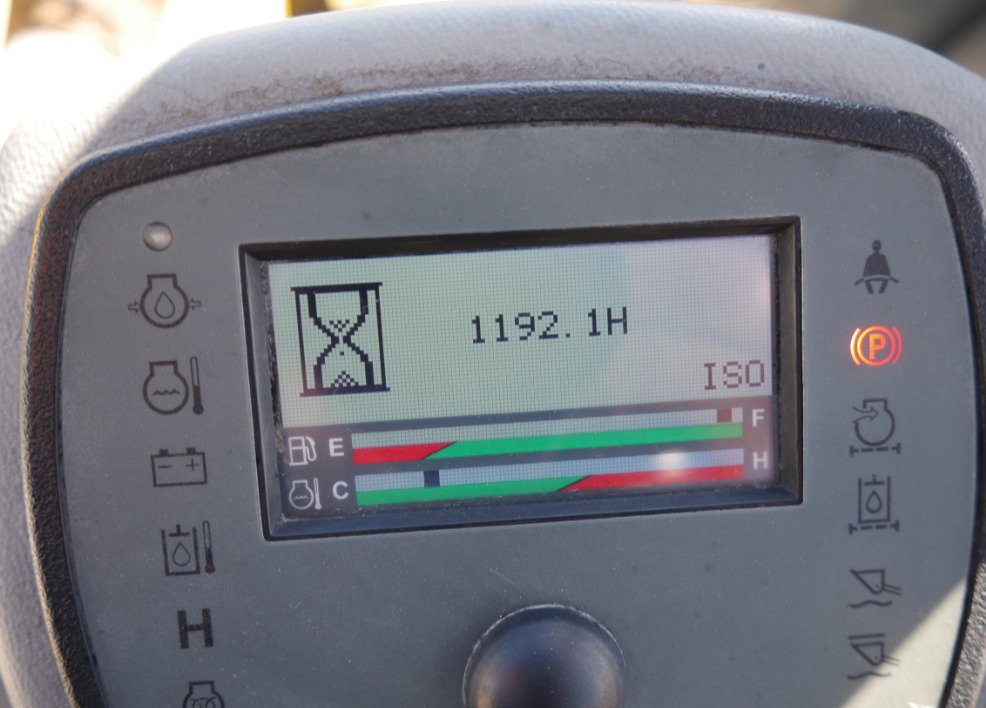 1192.1H
ISO
P
E F
C H
H